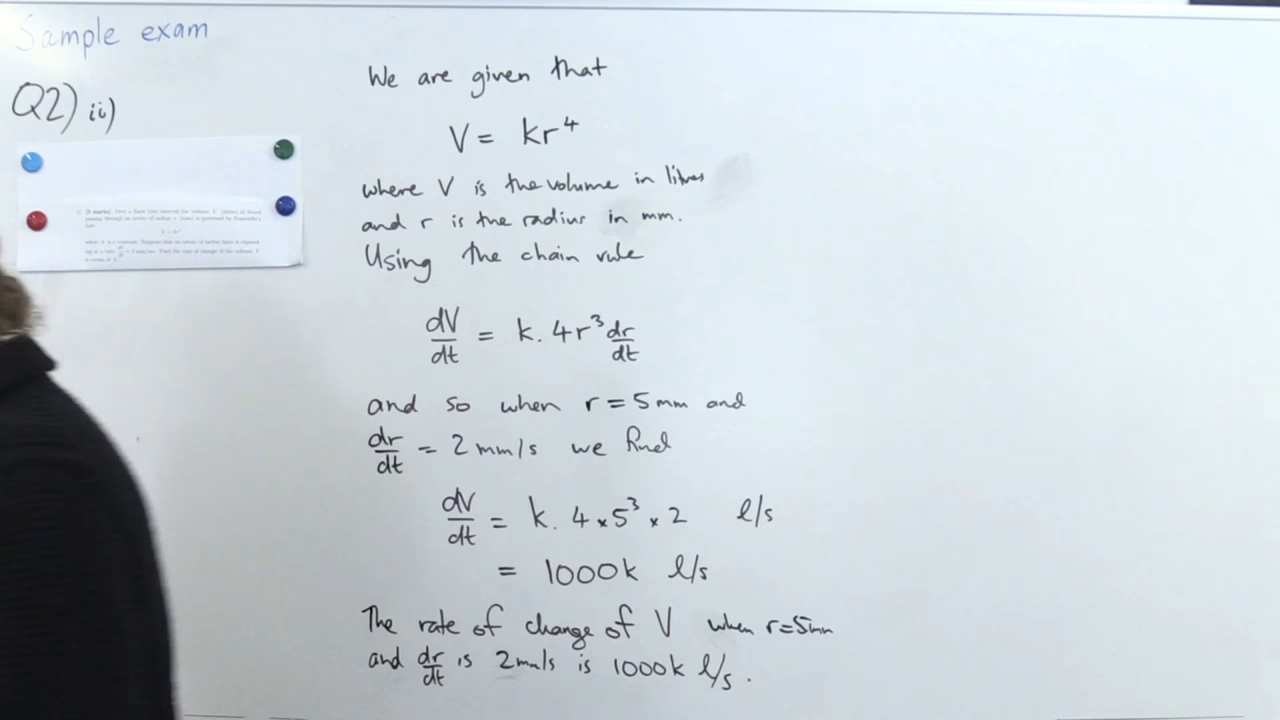 Sample exam
Q2) ii)
V = kr⁴
We are given that
V = kr⁴
where V is the volume in litres
and r is the radius in mm.
Using the chain rule
dV/dt = k. 4r³ dr/dt
and so when r = 5mm and
dr/dt = 2 mm/s we find
dV/dt = k. 4 × 5³ × 2 l/s
= 1000k l/s
The rate of change of V when r=5mm
and dr/dt is 2mm/s is 1000k l/s.